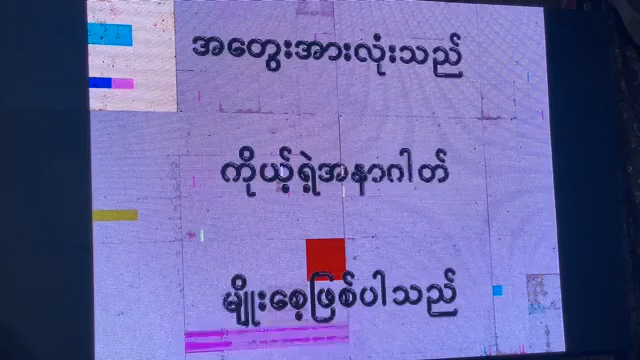 အတွေးအားလုံးသည်
ကိုယ့်ရဲ့အနာဂါတ်
မျိုးစေ့ဖြစ်ပါသည်